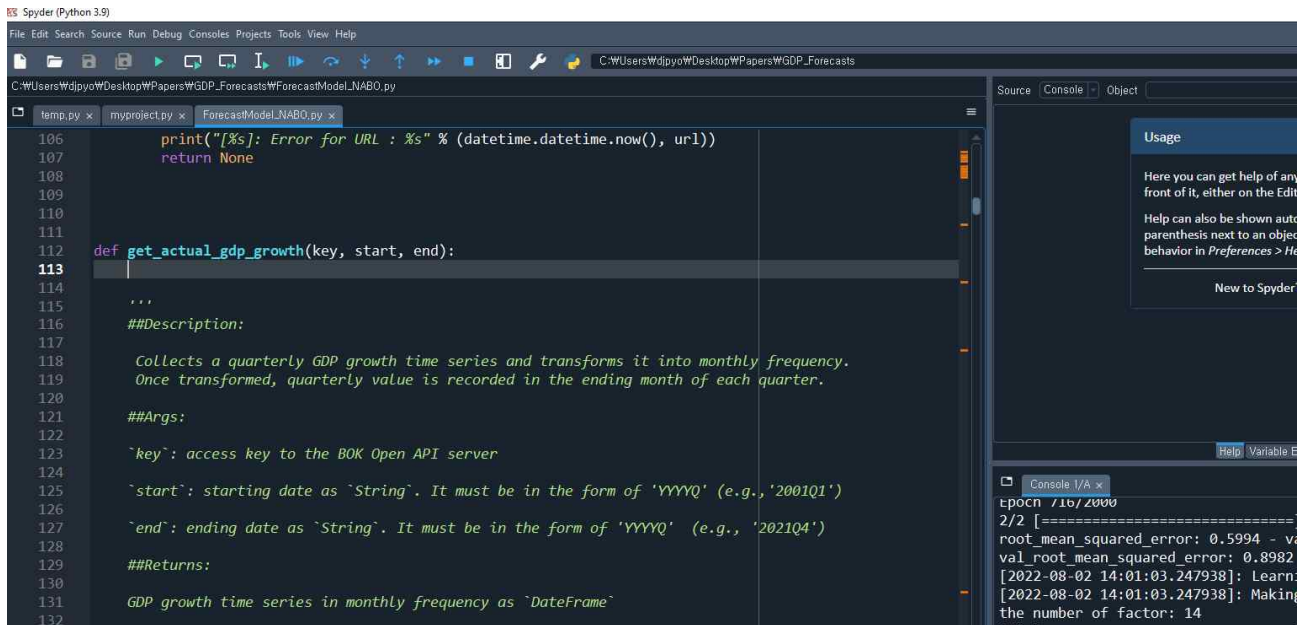 Spyder (Python 3.9)
File Edit Search Source Run Debug Consoles Projects Tools View Help
C:₩Users₩djpyo₩Desktop₩Papers₩GDP_Forecasts
C:₩Users₩djpyo₩Desktop₩Papers₩GDP_Forecasts₩ForecastModel_NABO.py
temp.py myproject.py ForecastModel_NABO.py
106 print("[%s]: Error for URL : %s" % (datetime.datetime.now(), url))
107 return None
108
109
110
111
112 def get_actual_gdp_growth(key, start, end):
113
114
115 '''
116 ##Description:
117
118 Collects a quarterly GDP growth time series and transforms it into monthly frequency.
119 Once transformed, quarterly value is recorded in the ending month of each quarter.
120
121 ##Args:
122
123 `key`: access key to the BOK Open API server
124
125 `start`: starting date as `String`. It must be in the form of 'YYYYQ' (e.g.,'2001Q1')
126
127 `end`: ending date as `String`. It must be in the form of 'YYYYQ' (e.g., '2021Q4')
128
129 ##Returns:
130
131 GDP growth time series in monthly frequency as `DateFrame`
132
Source Console Object
Usage
Here you can get help of any
front of it, either on the Edit
Help can also be shown auto
parenthesis next to an objec
behavior in Preferences > He
New to Spyder
Help Variable E
Console 1/A
Epoch 716/2000
2/2 [==============================]
root_mean_squared_error: 0.5994 - va
val_root_mean_squared_error: 0.8982
[2022-08-02 14:01:03.247938]: Learni
[2022-08-02 14:01:03.247938]: Making
the number of factor: 14